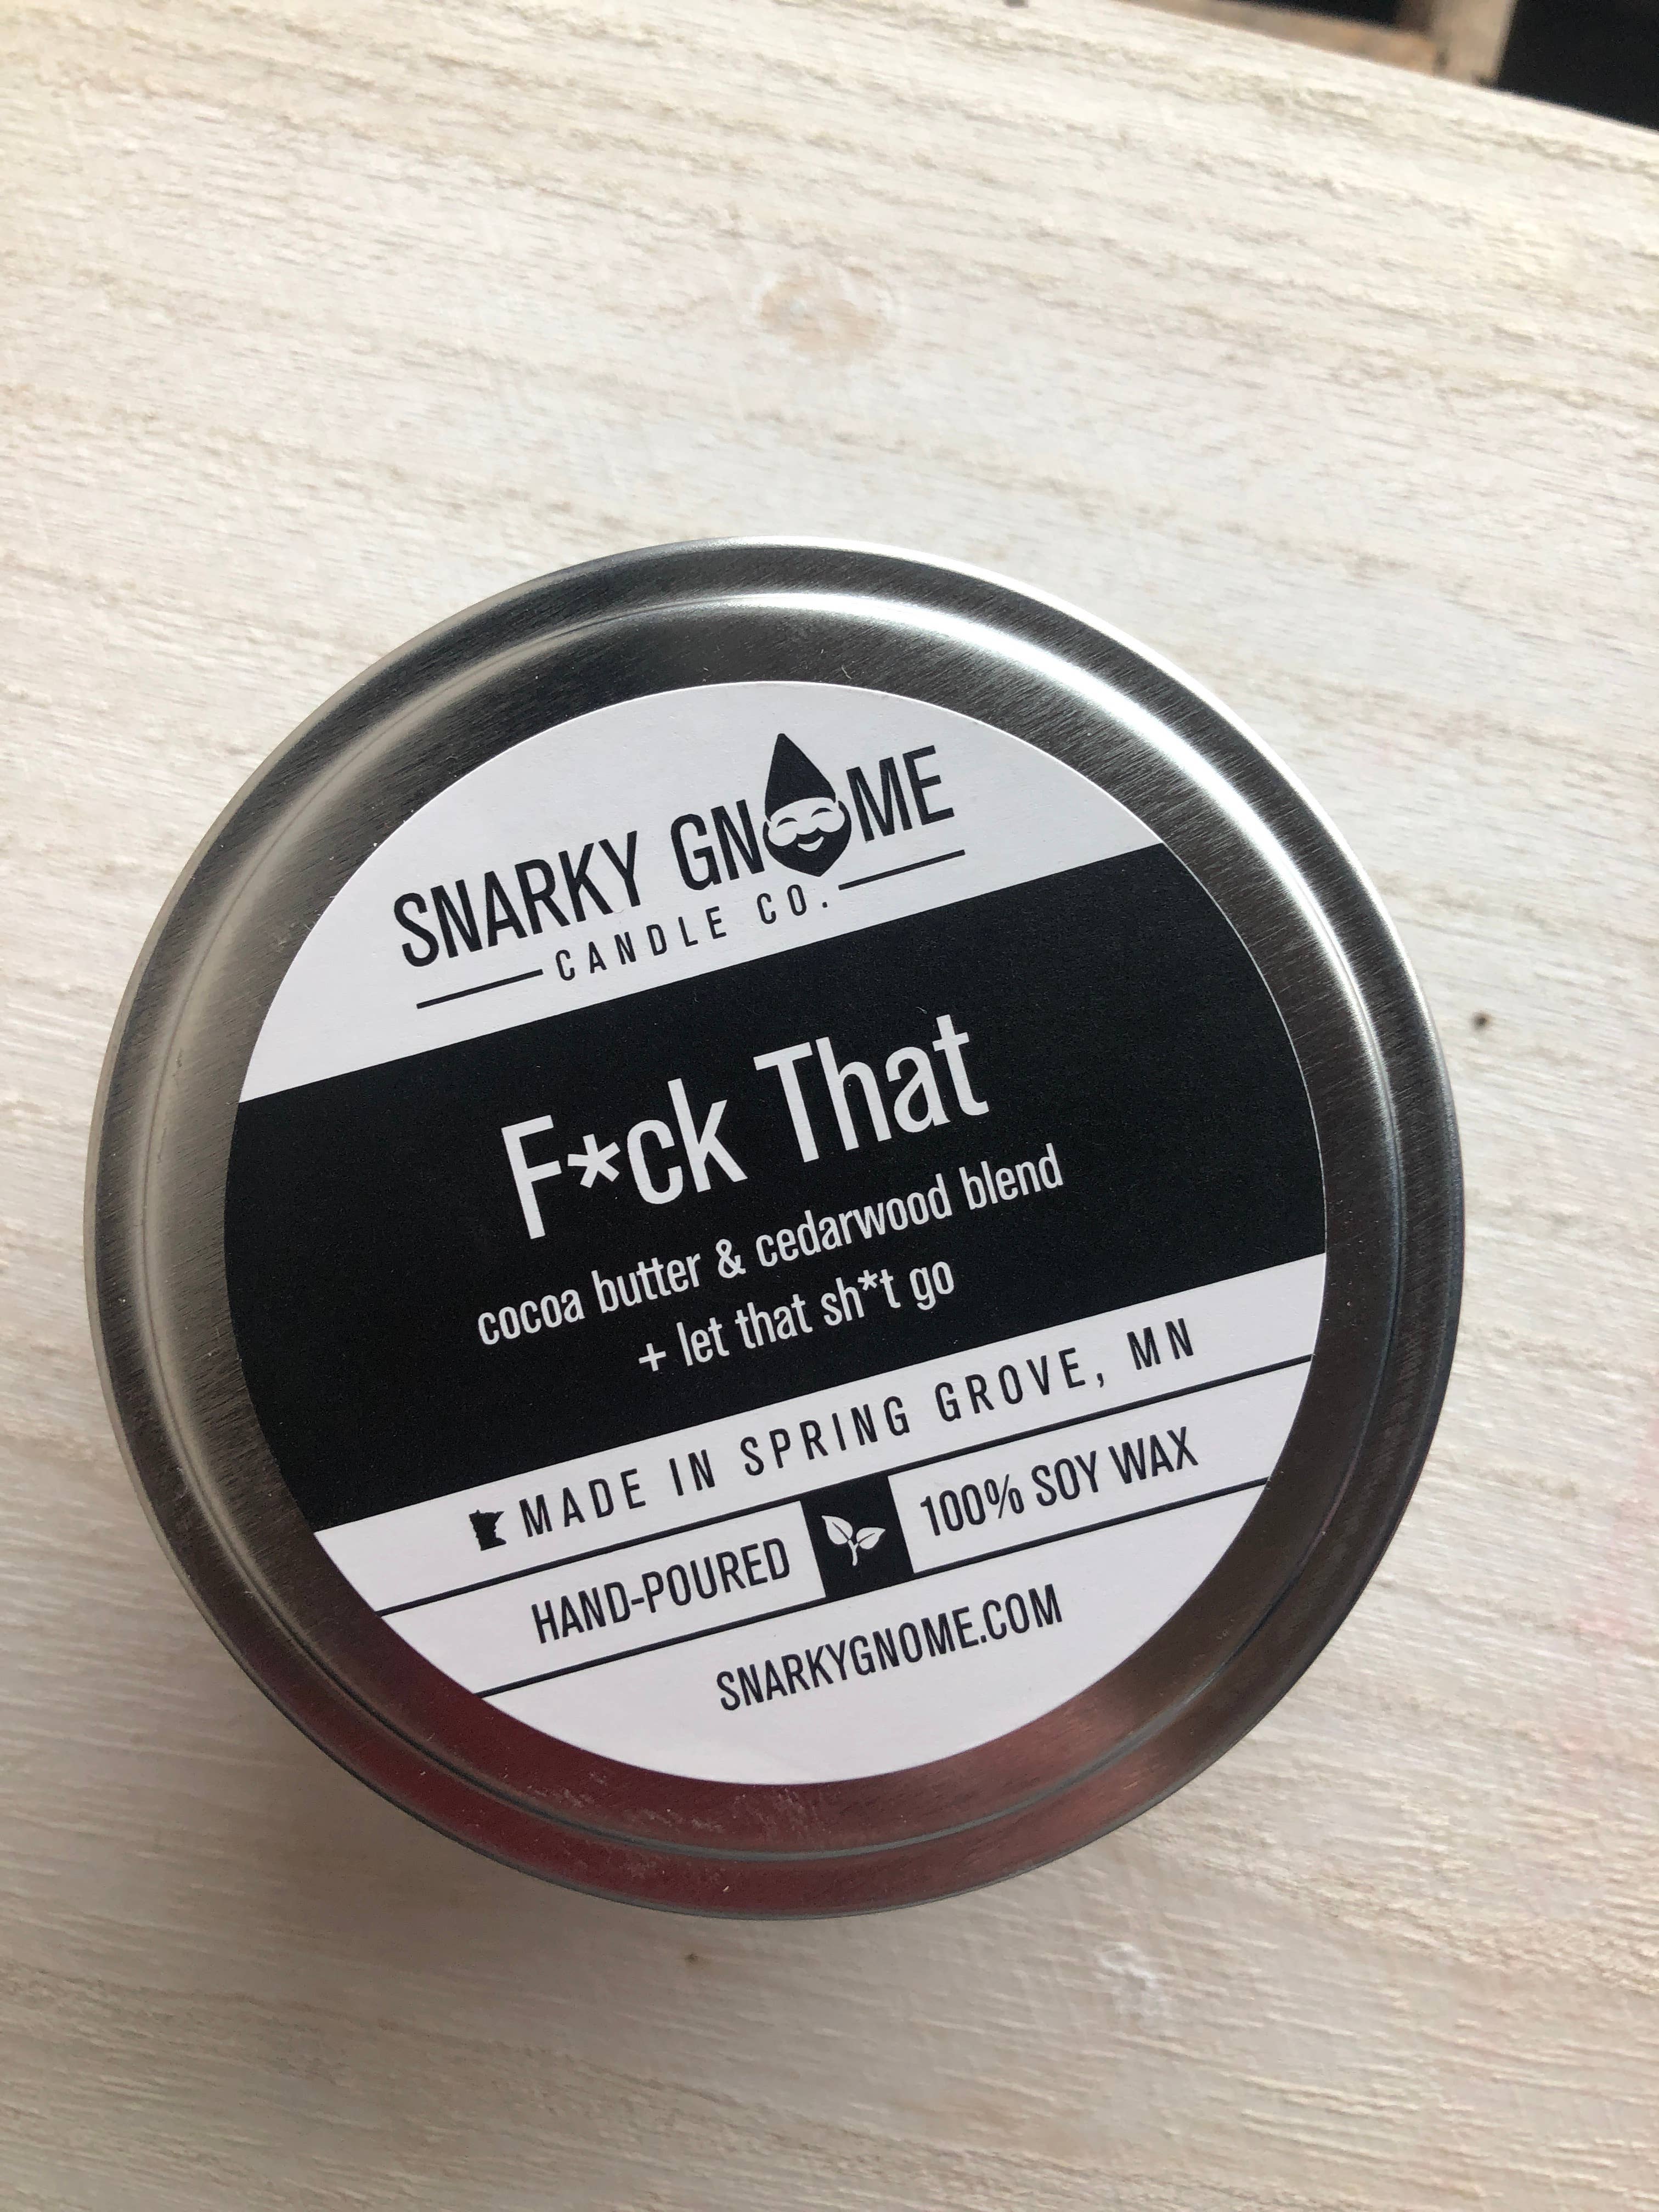 SNARKY GNOME
CANDLE CO.
F*ck That
cocoa butter & cedarwood blend
+ let that sh*t go
MADE IN SPRING GROVE, MN
HAND-POURED 100% SOY WAX
SNARKYGNOME.COM